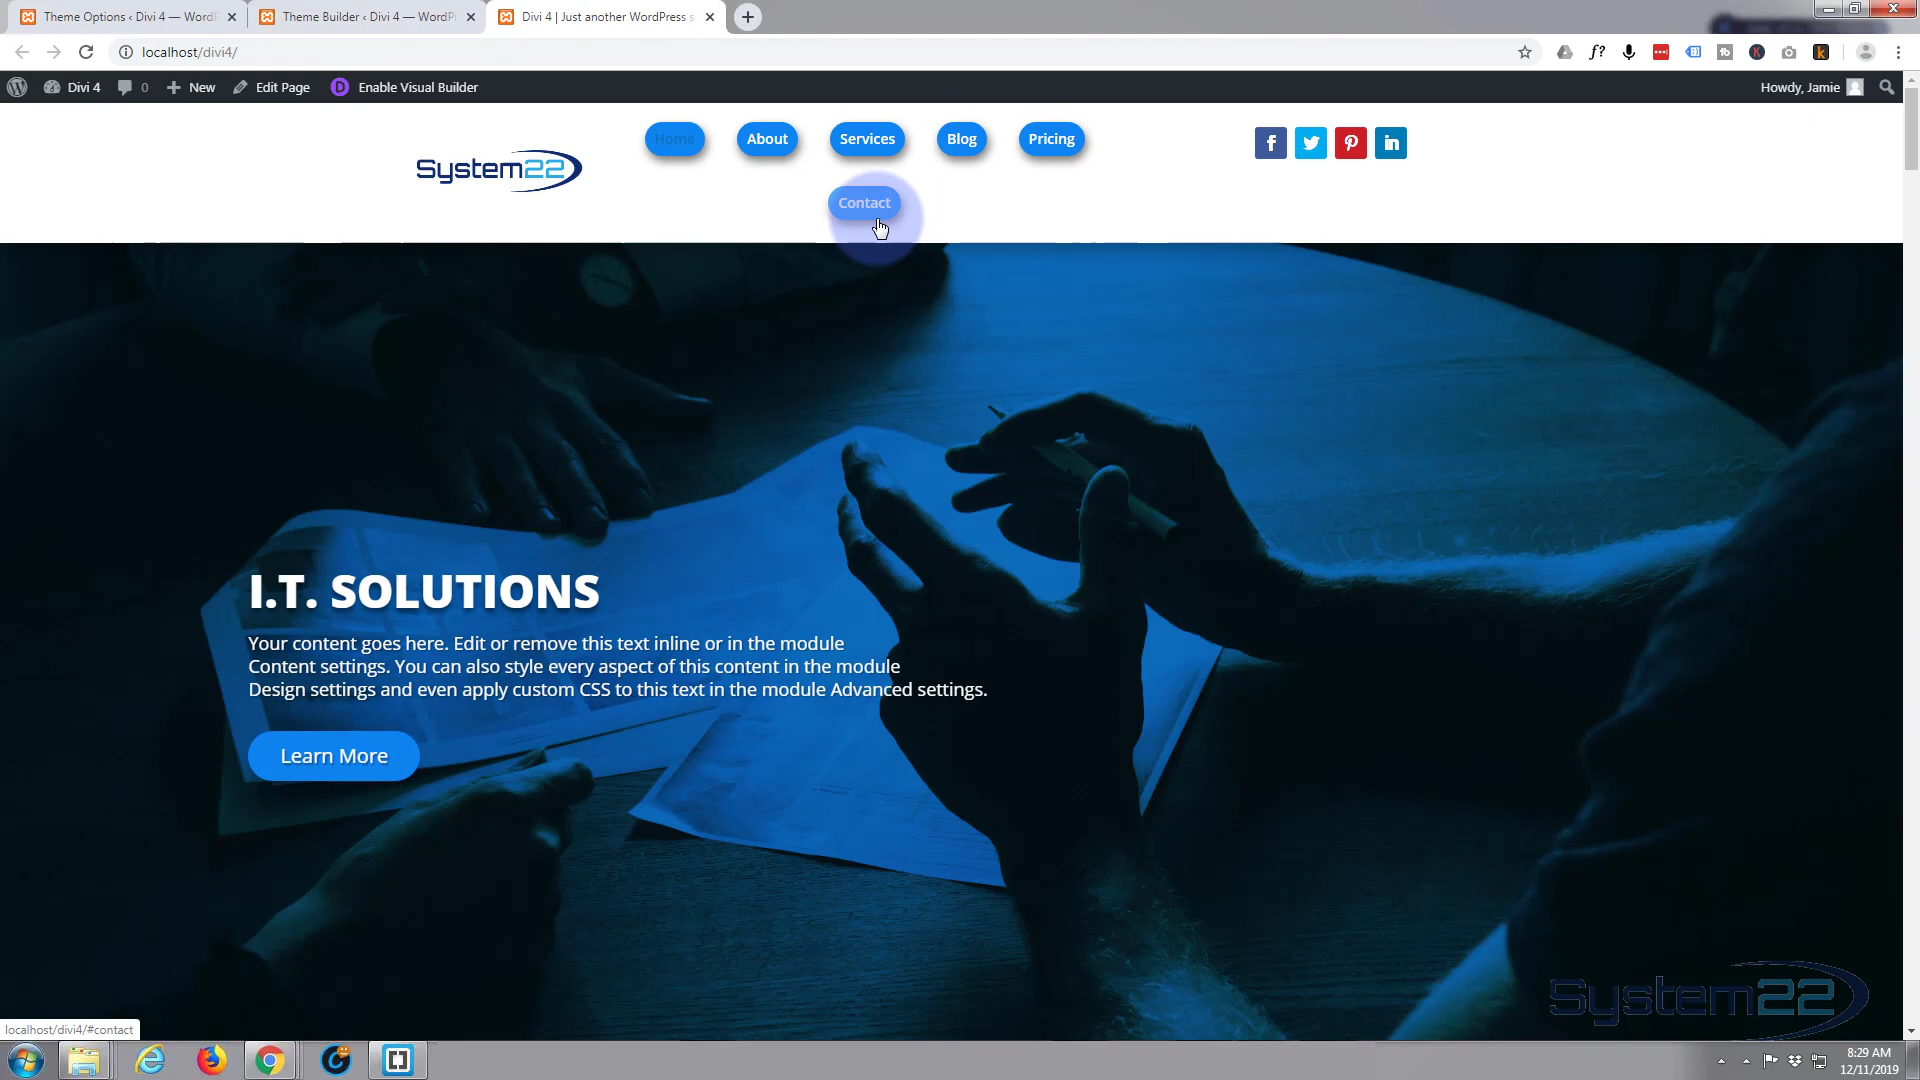 Theme Options ‹ Divi 4 — WordP
Theme Builder ‹ Divi 4 — WordPr
Divi 4 | Just another WordPress s
localhost/divi4/
f?
tb
K
k
Divi 4
0
New
Edit Page
D
Enable Visual Builder
Howdy, Jamie
System22
Home
About
Services
Blog
Pricing
Contact
I.T. SOLUTIONS
Your content goes here. Edit or remove this text inline or in the module
Content settings. You can also style every aspect of this content in the module
Design settings and even apply custom CSS to this text in the module Advanced settings.
Learn More
System22
localhost/divi4/#contact
8:29 AM
12/11/2019